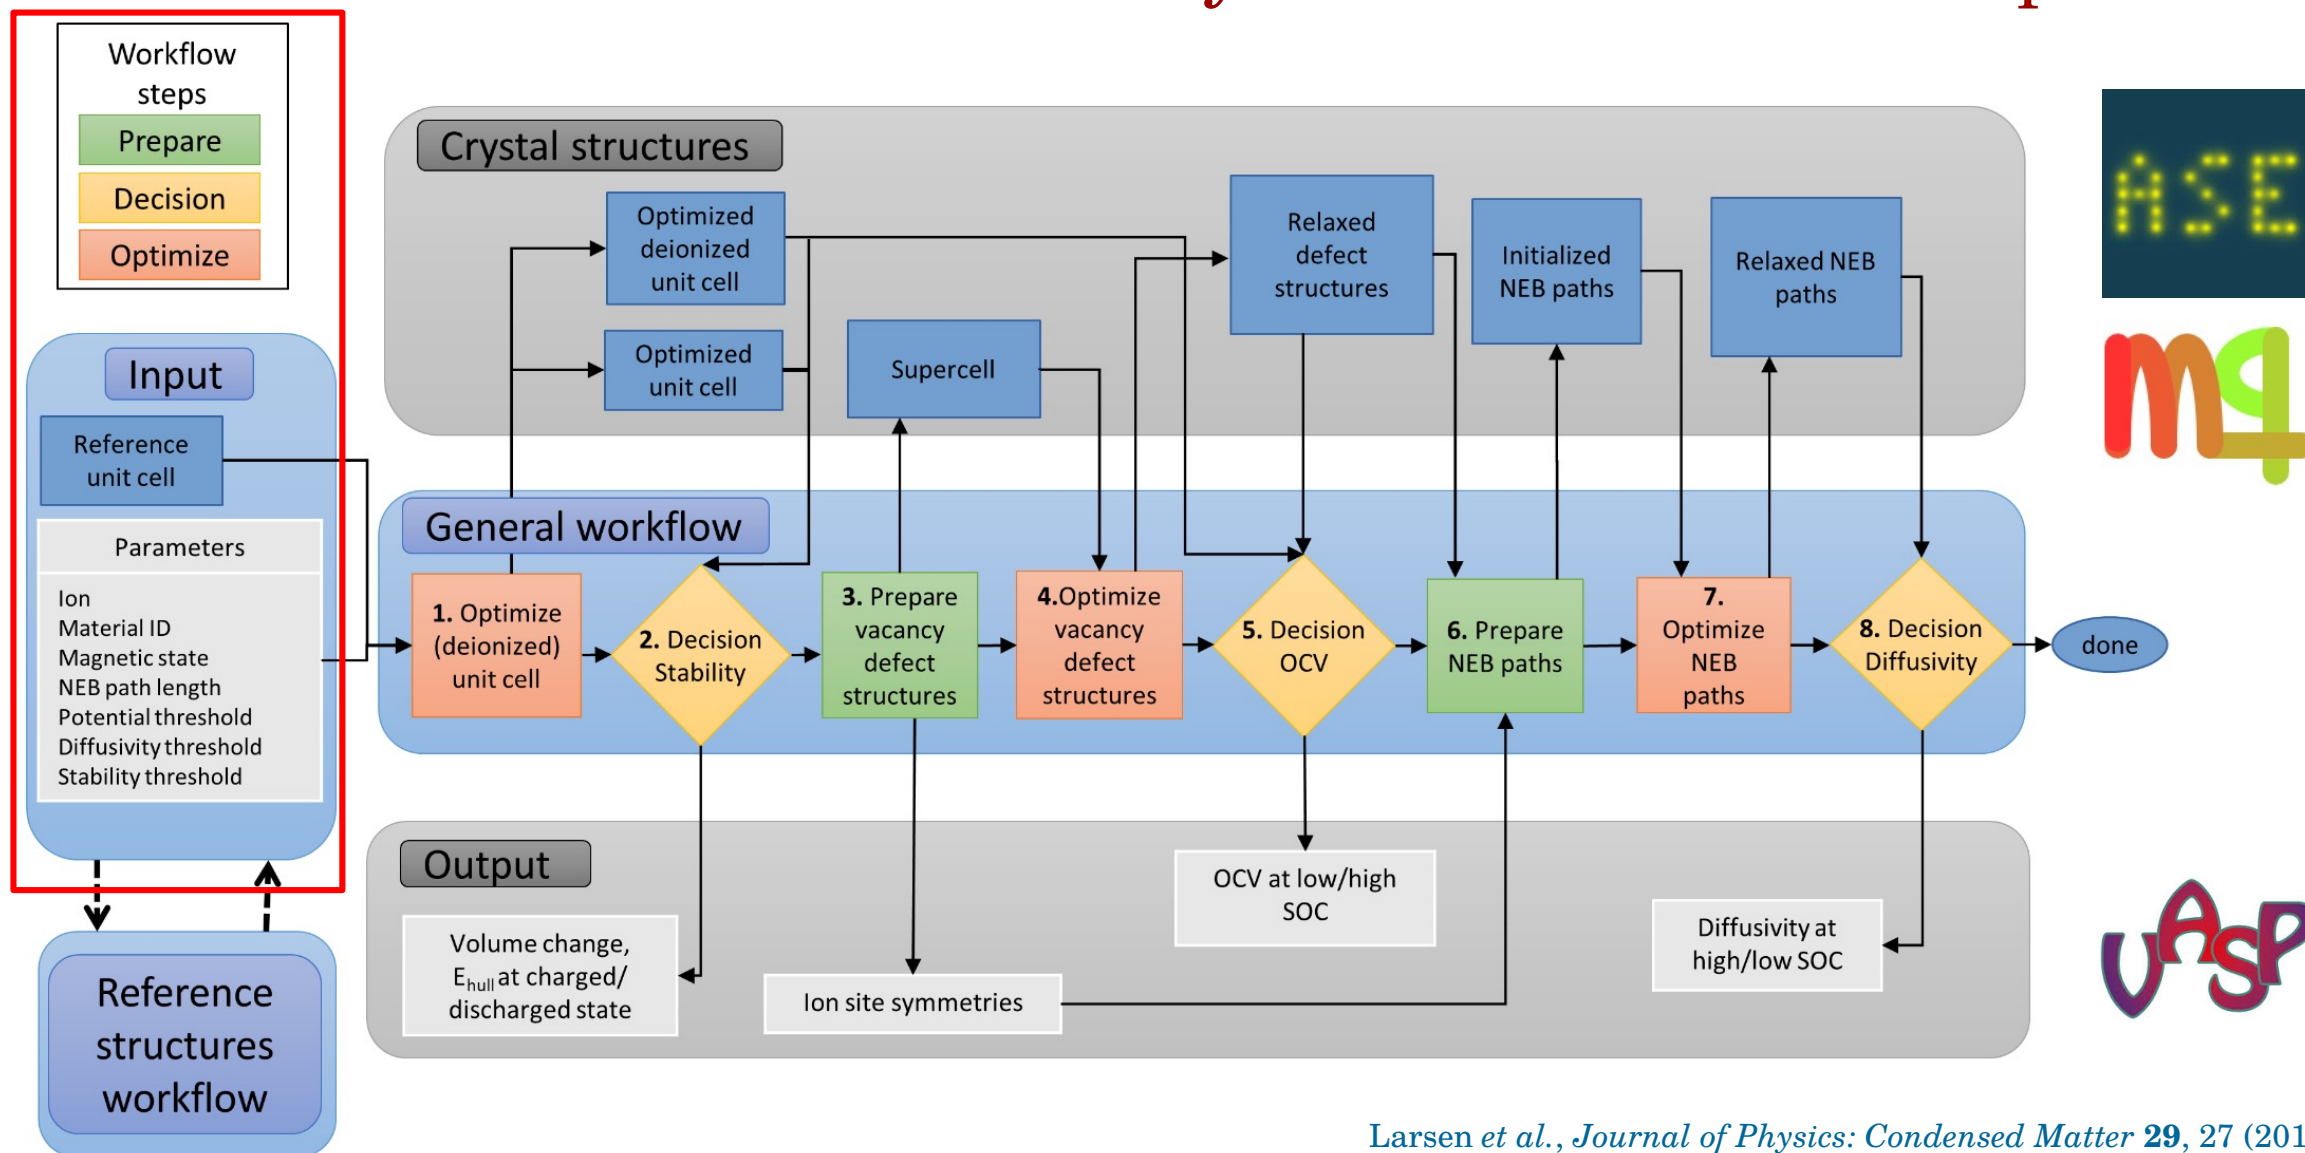 Workflow
steps
Prepare
Decision
Optimize
Input
Reference
unit cell
Parameters
Ion
Material ID
Magnetic state
NEB path length
Potential threshold
Diffusivity threshold
Stability threshold
Reference
structures
workflow
Crystal structures
Optimized
deionized
unit cell
Optimized
unit cell
Supercell
Relaxed
defect
structures
Initialized
NEB paths
Relaxed NEB
paths
General workflow
1. Optimize
(deionized)
unit cell
2. Decision
Stability
3. Prepare
vacancy
defect
structures
4.Optimize
vacancy
defect
structures
5. Decision
OCV
6. Prepare
NEB paths
7.
Optimize
NEB
paths
8. Decision
Diffusivity
done
Output
Volume change,
Ehull at charged/
discharged state
Ion site symmetries
OCV at low/high
SOC
Diffusivity at
high/low SOC
ASE
mq
VASP
Larsen et al., Journal of Physics: Condensed Matter 29, 27 (201